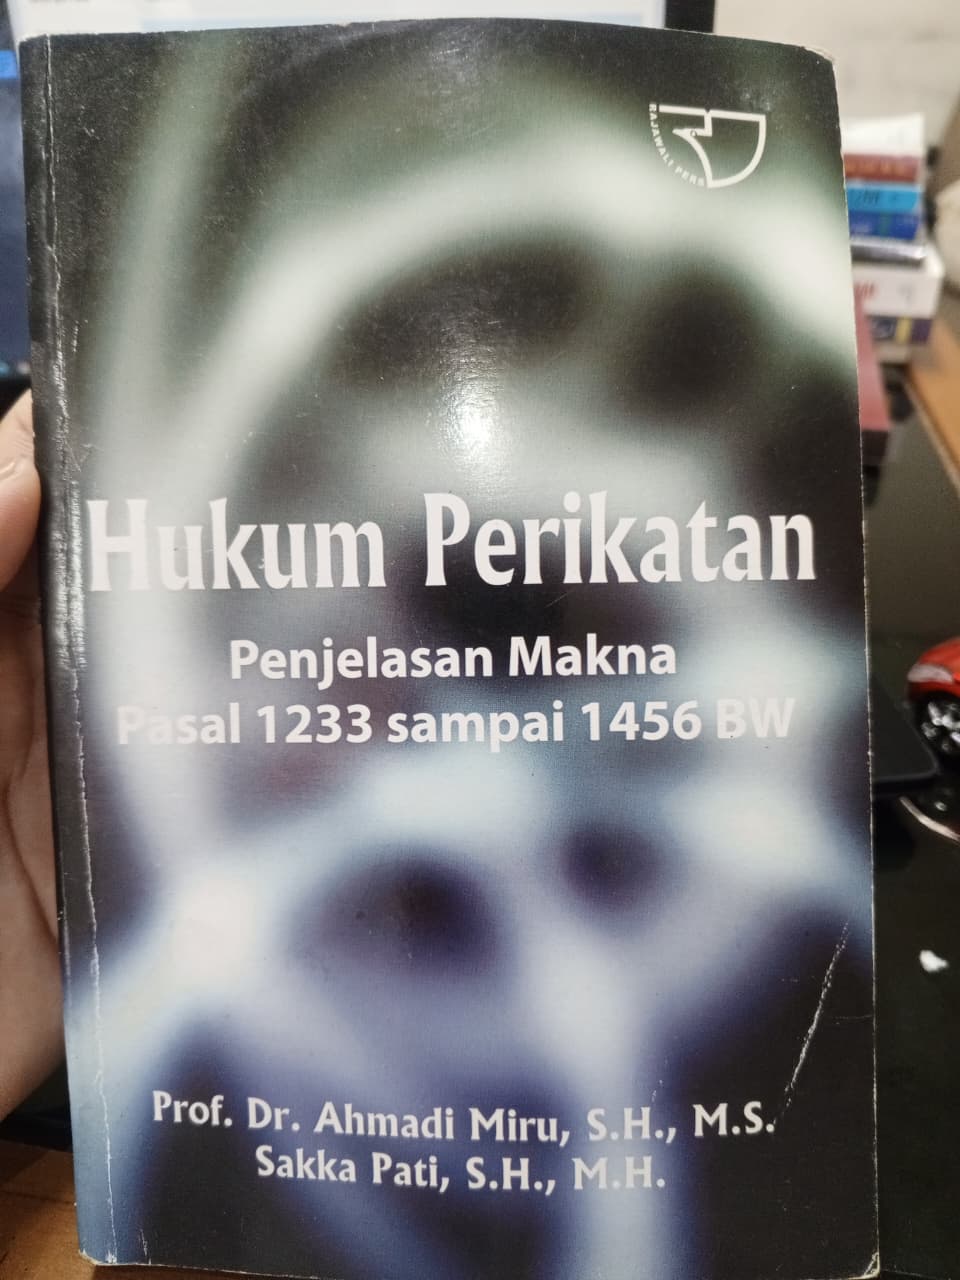 RAJAWALI PERS
Hukum Perikatan
Penjelasan Makna
Pasal 1233 sampai 1456 BW
Prof. Dr. Ahmadi Miru, S.H., M.S.
Sakka Pati, S.H., M.H.